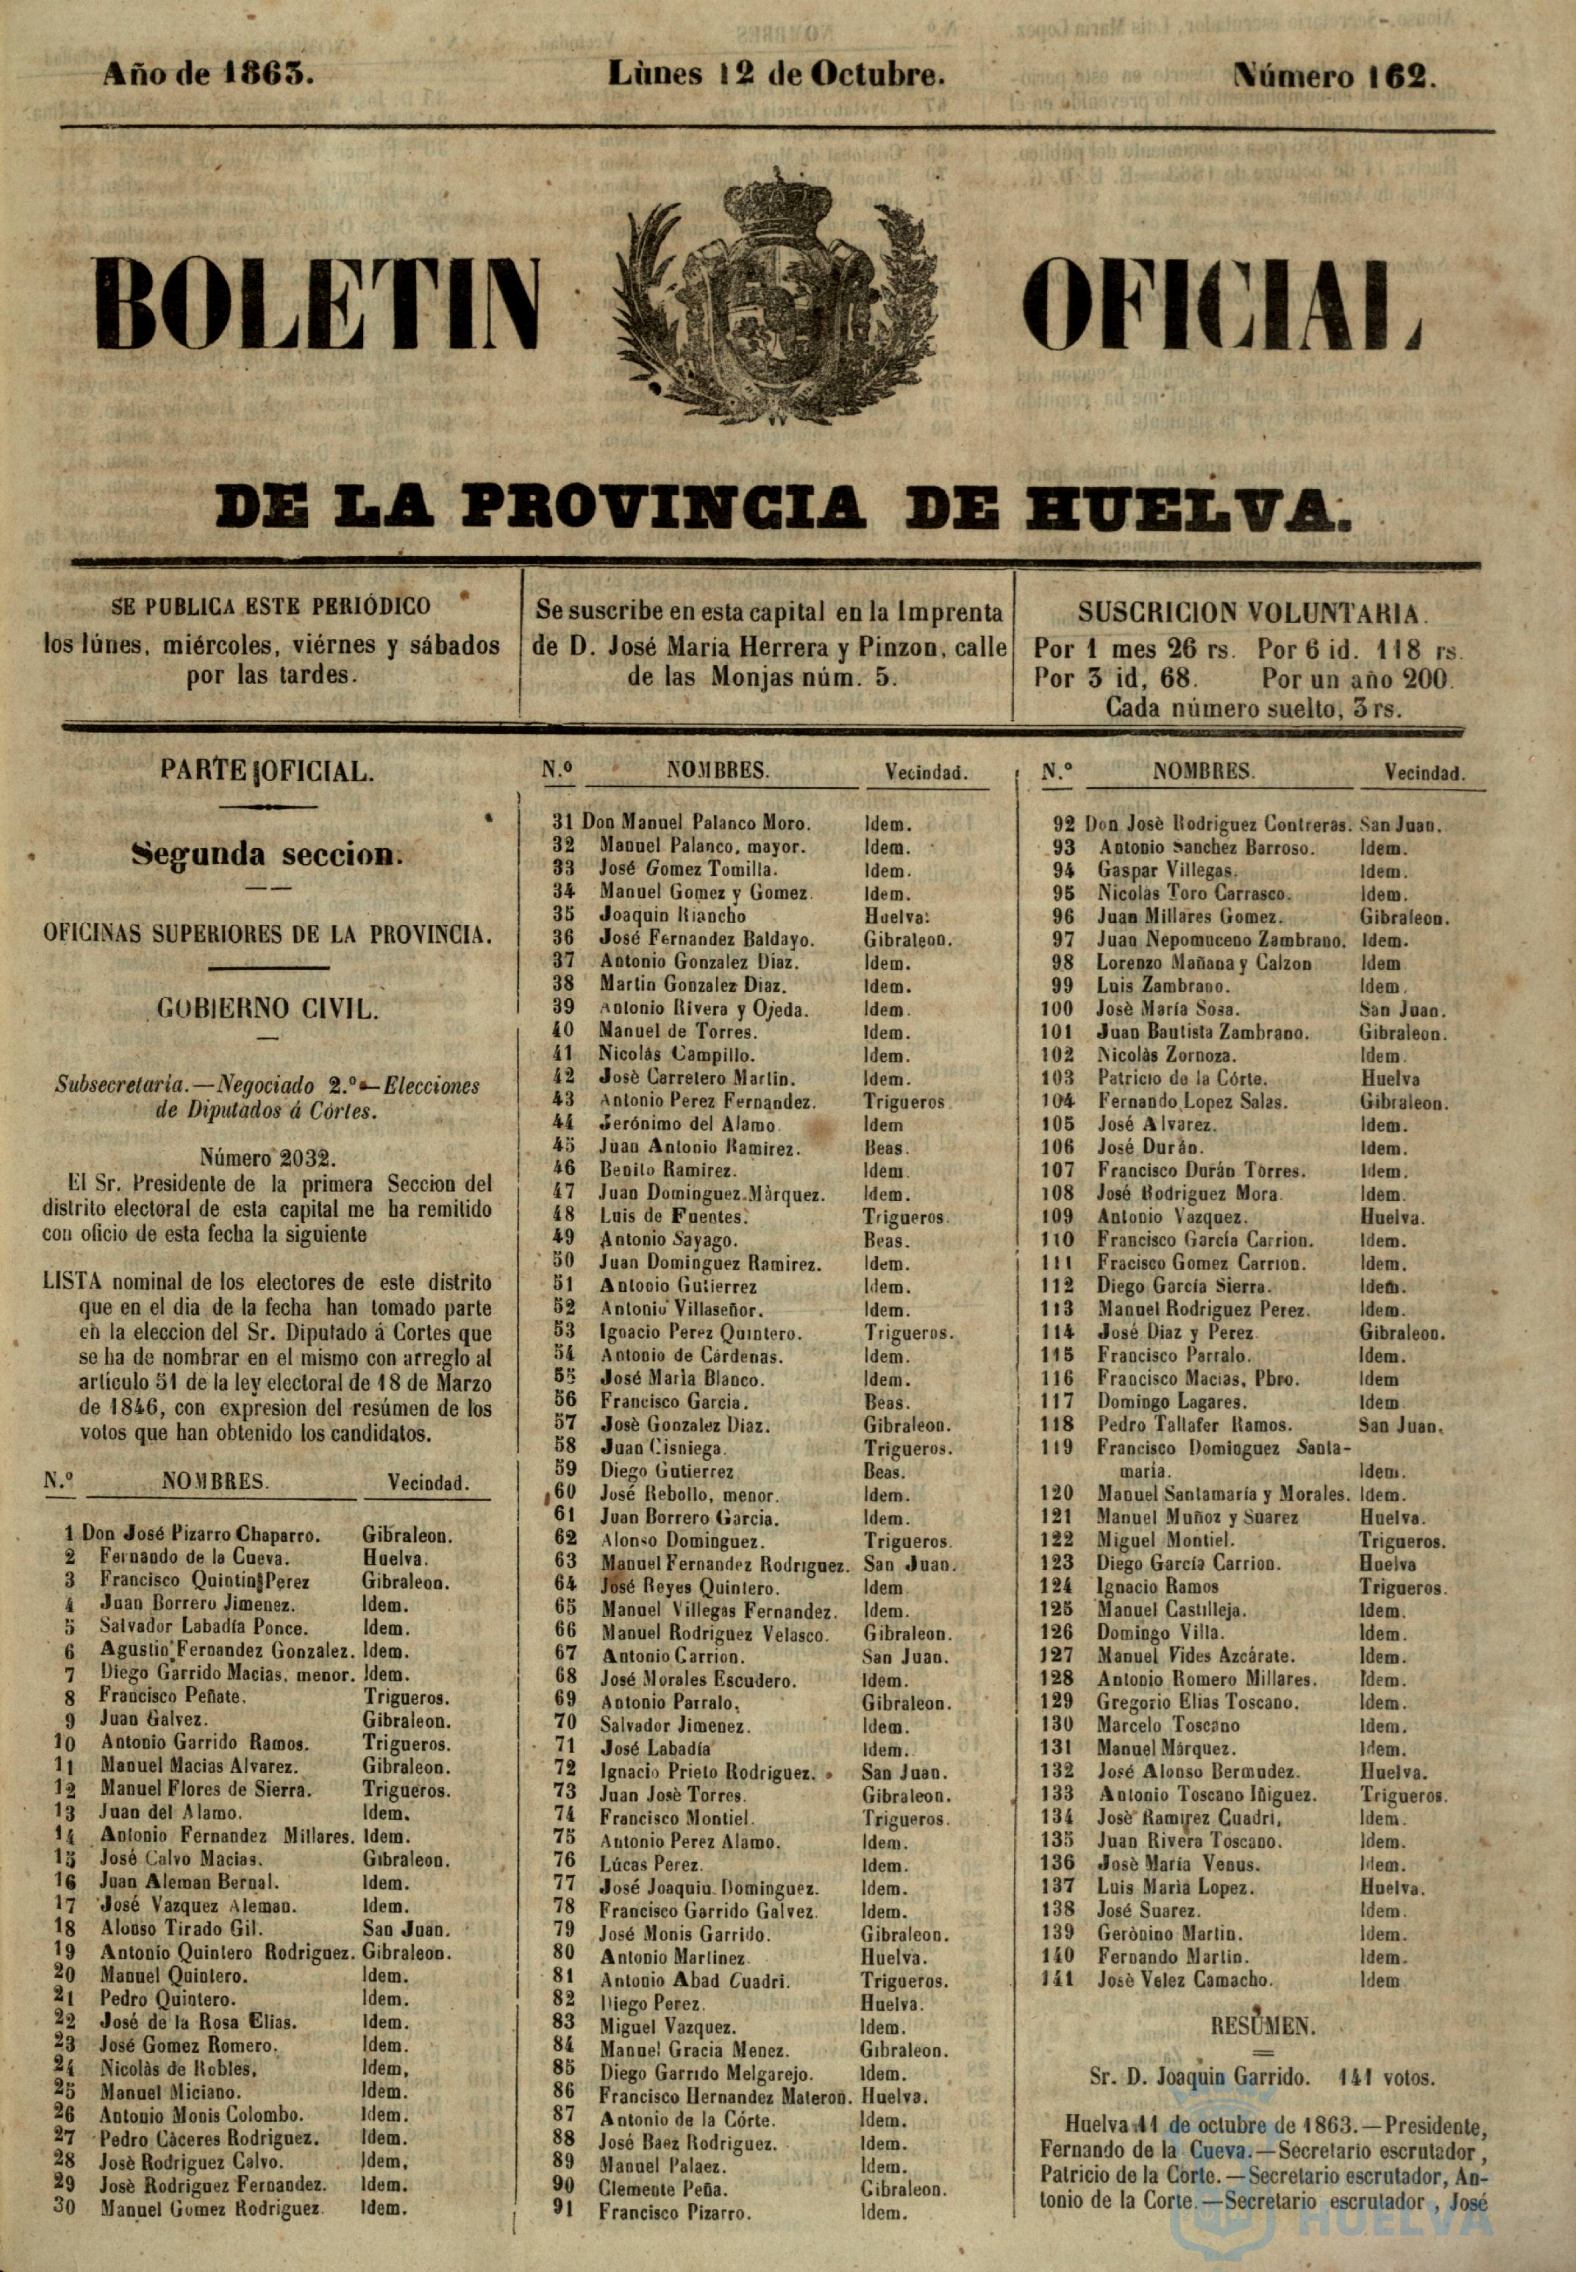 Año de 1863.
Lùnes 12 de Octubre.
Número 162.
BOLETIN OFICIAL
DE LA PROVINCIA DE HUELVA.
SE PUBLICA ESTE PERIÓDICO
los lúnes, miércoles, viérnes y sábados
por las tardes.
Se suscribe en esta capital en la Imprenta
de D. José Maria Herrera y Pinzon, calle
de las Monjas núm. 5.
SUSCRICION VOLUNTARIA.
Por 1 mes 26 rs. Por 6 id. 118 rs.
Por 3 id, 68. Por un año 200.
Cada número suelto, 3 rs.
PARTE OFICIAL.
Segunda seccion.
OFICINAS SUPERIORES DE LA PROVINCIA.
GOBIERNO CIVIL.
Subsecretaría.—Negociado 2.º—Elecciones
de Diputados á Córtes.
Número 2032.
El Sr. Presidente de la primera Seccion del
distrito electoral de esta capital me ha remitido
con oficio de esta fecha la siguiente
LISTA nominal de los electores de este distrito
que en el dia de la fecha han tomado parte
en la eleccion del Sr. Diputado á Cortes que
se ha de nombrar en el mismo con arreglo al
artículo 51 de la ley electoral de 18 de Marzo
de 1846, con expresion del resúmen de los
votos que han obtenido los candidatos.
N.º NOMBRES. Vecindad.
1 Don José Pizarro Chaparro. Gibraleon.
2 Fernando de la Cueva. Huelva.
3 Francisco Quintin Perez Gibraleon.
4 Juan Borrero Jimenez. Idem.
5 Salvador Labadía Ponce. Idem.
6 Agustin Fernandez Gonzalez. Idem.
7 Diego Garrido Macias, menor. Idem.
8 Francisco Peñate. Trigueros.
9 Juan Galvez. Gibraleon.
10 Antonio Garrido Ramos. Trigueros.
11 Manuel Macias Alvarez. Gibraleon.
12 Manuel Flores de Sierra. Trigueros.
13 Juan del Alamo. Idem.
14 Antonio Fernandez Millares. Idem.
15 José Calvo Macias. Gibraleon.
16 Juan Aleman Bernal. Idem.
17 José Vazquez Aleman. Idem.
18 Alonso Tirado Gil. San Juan.
19 Antonio Quintero Rodriguez. Gibraleon.
20 Manuel Quintero. Idem.
21 Pedro Quintero. Idem.
22 José de la Rosa Elias. Idem.
23 José Gomez Romero. Idem.
24 Nicolàs de Robles, Idem,
25 Manuel Miciano. Idem.
26 Antonio Monis Colombo. Idem.
27 Pedro Càceres Rodriguez. Idem.
28 Josè Rodriguez Calvo. Idem,
29 Josè Rodriguez Fernandez. Idem.
30 Manuel Gomez Rodriguez. Idem.
N.º NOMBRES. Vecindad.
31 Don Manuel Palanco Moro. Idem.
32 Manuel Palanco, mayor. Idem.
33 José Gomez Tomilla. Idem.
34 Manuel Gomez y Gomez. Idem.
35 Joaquin Riancho Huelva.
36 José Fernandez Baldayo. Gibraleon.
37 Antonio Gonzalez Diaz. Idem.
38 Martin Gonzalez Diaz. Idem.
39 Antonio Rivera y Ojeda. Idem.
40 Manuel de Torres. Idem.
41 Nicolás Campillo. Idem.
42 Josè Carretero Martin. Idem.
43 Antonio Perez Fernandez. Trigueros
44 Jerónimo del Alamo. Idem
45 Juan Antonio Ramirez. Beas.
46 Benito Ramirez. Idem.
47 Juan Dominguez Màrquez. Idem.
48 Luis de Fuentes. Trigueros.
49 Antonio Sayago. Beas.
50 Juan Dominguez Ramirez. Idem.
51 Antonio Gutierrez Idem.
52 Antonio Villaseñor. Idem.
53 Ignacio Perez Quintero. Trigueros.
54 Antonio de Cárdenas. Idem.
55 José Maria Blanco. Idem.
56 Francisco Garcia. Beas.
57 Josè Gonzalez Diaz. Gibraleon.
58 Juan Cisniega. Trigueros.
59 Diego Gutierrez Beas.
60 José Rebollo, menor. Idem.
61 Juan Borrero Garcia. Idem.
62 Alonso Dominguez. Trigueros.
63 Manuel Fernandez Rodriguez. San Juan.
64 José Reyes Quintero. Idem.
65 Manuel Villegas Fernandez. Idem.
66 Manuel Rodriguez Velasco. Gibraleon.
67 Antonio Carrion. San Juan.
68 José Morales Escudero. Idem.
69 Antonio Parralo. Gibraleon.
70 Salvador Jimenez. Idem.
71 José Labadía Idem.
72 Ignacio Prieto Rodriguez. San Juan.
73 Juan Josè Torres. Gibraleon.
74 Francisco Montiel. Trigueros.
75 Antonio Perez Alamo. Idem.
76 Lúcas Perez. Idem.
77 José Joaquin Dominguez. Idem.
78 Francisco Garrido Galvez. Idem.
79 José Monis Garrido. Gibraleon.
80 Antonio Martinez Huelva.
81 Antonio Abad Cuadri. Trigueros.
82 Diego Perez. Huelva.
83 Miguel Vazquez. Idem.
84 Manuel Gracia Menez. Gibraleon.
85 Diego Garrido Melgarejo. Idem.
86 Francisco Hernandez Materon. Huelva.
87 Antonio de la Córte. Idem.
88 José Baez Rodriguez. Idem.
89 Manuel Palaez. Idem.
90 Clemente Peña. Gibraleon.
91 Francisco Pizarro. Idem.
N.º NOMBRES. Vecindad.
92 Don Josè Rodriguez Contreras. San Juan.
93 Antonio Sanchez Barroso. Idem.
94 Gaspar Villegas. Idem.
95 Nicolàs Toro Carrasco. Idem.
96 Juan Millares Gomez. Gibraleon.
97 Juan Nepomuceno Zambrano. Idem.
98 Lorenzo Mañana y Calzon Idem
99 Luis Zambrano. Idem.
100 Josè María Sosa. San Juan.
101 Juan Bautista Zambrano. Gibraleon.
102 Nicolàs Zornoza. Idem.
103 Patricio de la Córte. Huelva
104 Fernando Lopez Salas. Gibraleon.
105 José Alvarez. Idem.
106 José Durán. Idem.
107 Francisco Durán Torres. Idem.
108 José Rodriguez Mora. Idem.
109 Antonio Vazquez. Huelva.
110 Francisco García Carrion. Idem.
111 Fracisco Gomez Carrion. Idem.
112 Diego García Sierra. Idem.
113 Manuel Rodriguez Perez. Idem.
114 José Diaz y Perez Gibraleon.
115 Francisco Parralo. Idem.
116 Francisco Macias, Pbro. Idem
117 Domingo Lagares. Idem
118 Pedro Tallafer Ramos. San Juan.
119 Francisco Dominguez Santa-
maría. Idem.
120 Manuel Santamaría y Morales. Idem.
121 Manuel Muñoz y Suarez Huelva.
122 Miguel Montiel. Trigueros.
123 Diego García Carrion. Huelva
124 Ignacio Ramos Trigueros.
125 Manuel Castilleja. Idem.
126 Domingo Villa. Idem.
127 Manuel Vides Azcárate. Idem.
128 Antonio Romero Millares. Idem.
129 Gregorio Elias Toscano. Idem.
130 Marcelo Toscano Idem.
131 Manuel Márquez. Idem.
132 José Alonso Bermudez. Huelva.
133 Antonio Toscano Iñiguez. Trigueros.
134 Josè Ramirez Cuadri, Idem.
135 Juan Rivera Toscano. Idem.
136 Josè María Venus. Idem.
137 Luis Maria Lopez. Huelva.
138 José Suarez. Idem.
139 Gerònino Martin. Idem.
140 Fernando Martin. Idem.
141 Josè Velez Camacho. Idem
RESÚMEN.
Sr. D. Joaquin Garrido. 141 votos.
Huelva 11 de octubre de 1863.—Presidente,
Fernando de la Cueva.—Secretario escrutador,
Patricio de la Corte.—Secretario escrutador, An-
tonio de la Corte.—Secretario escrutador, José
HUELVA